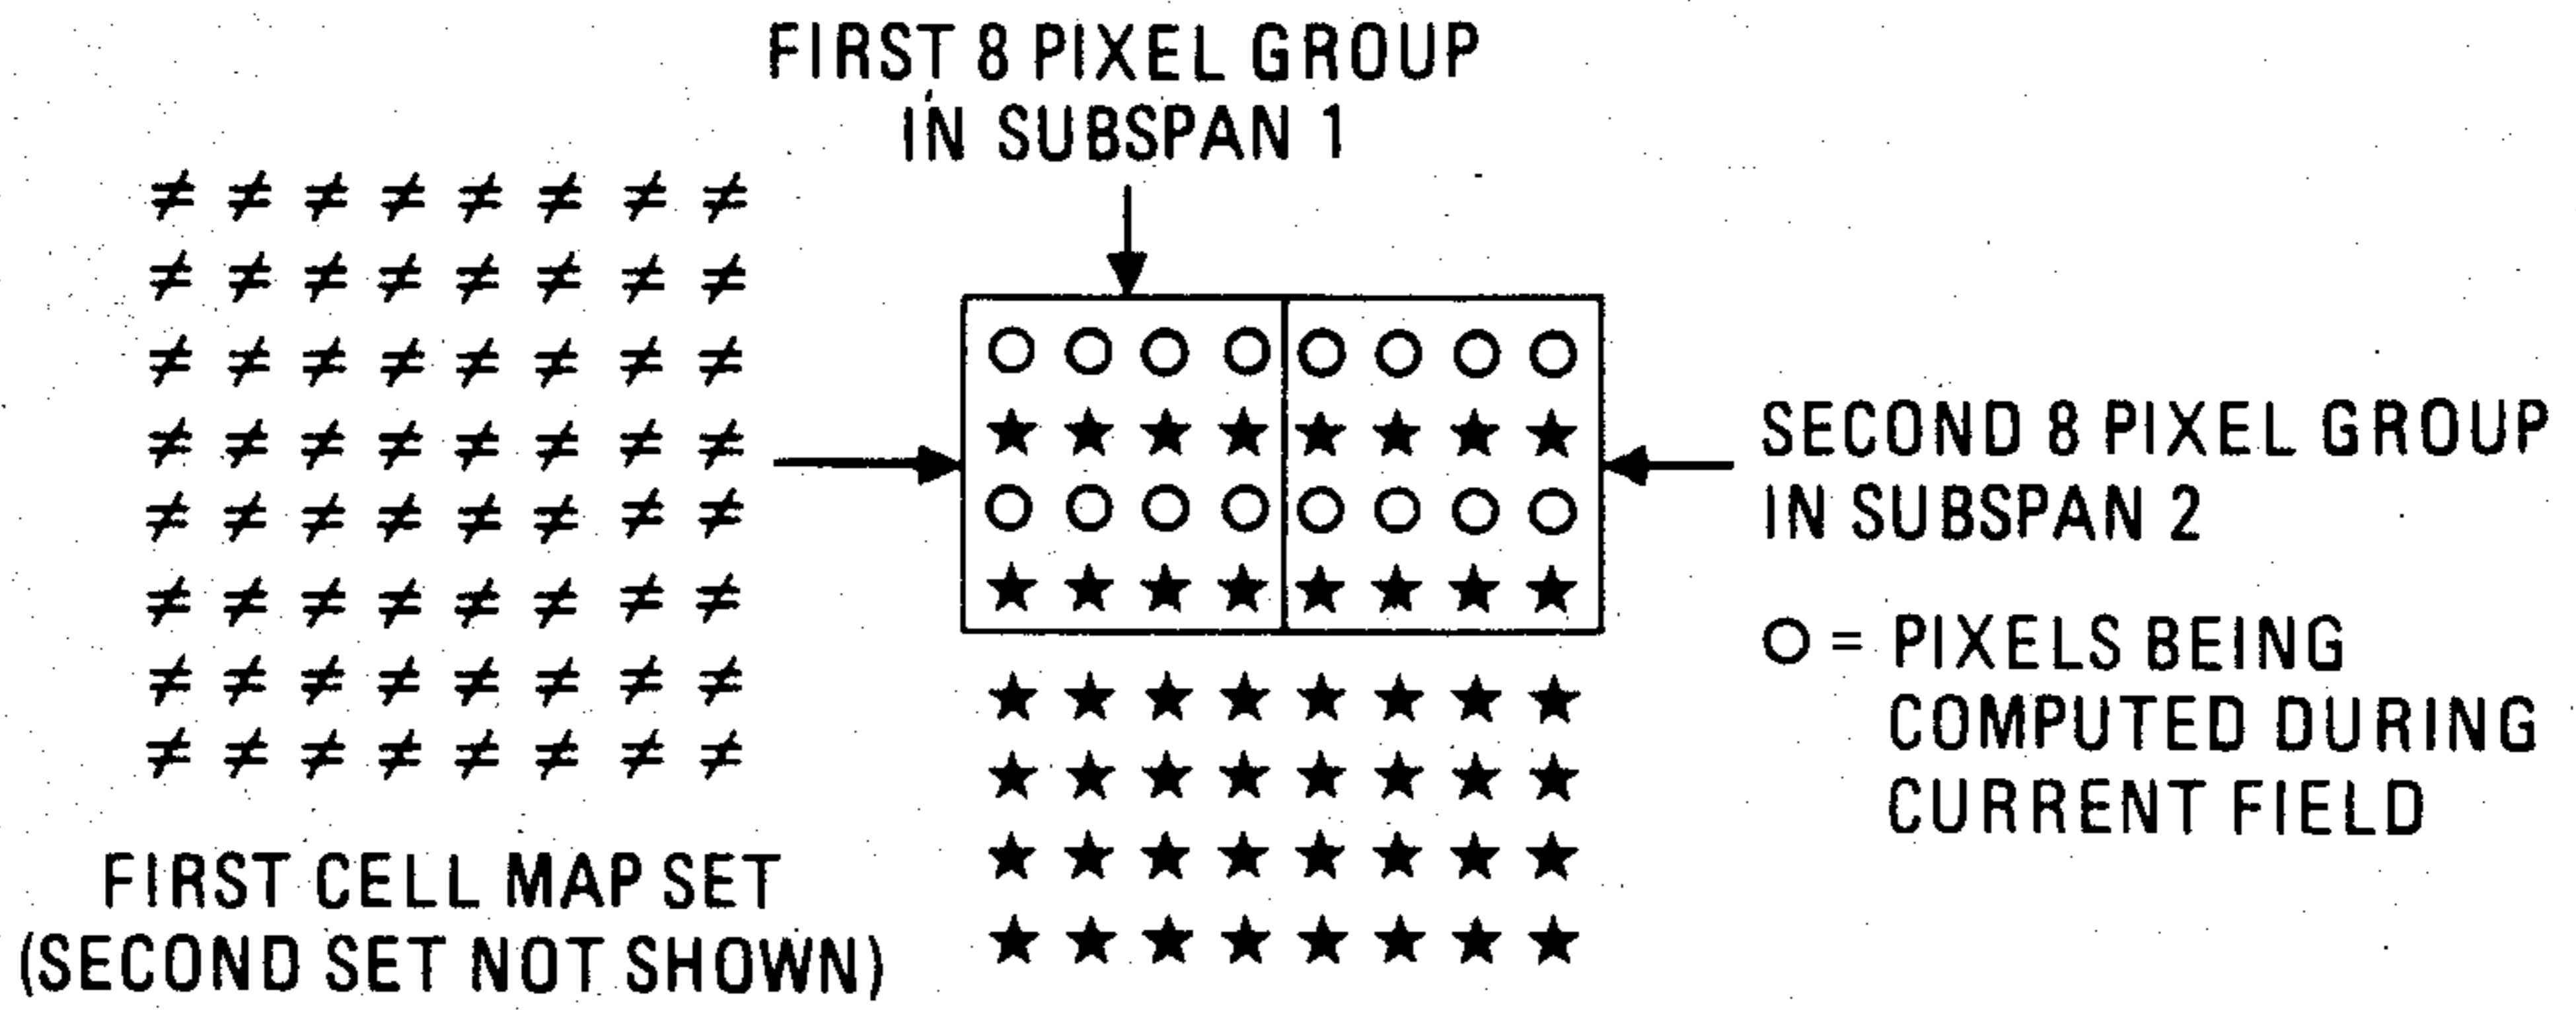 FIRST 8 PIXEL GROUP
IN SUBSPAN 1
≠ ≠ ≠ ≠ ≠ ≠ ≠ ≠
≠ ≠ ≠ ≠ ≠ ≠ ≠ ≠
≠ ≠ ≠ ≠ ≠ ≠ ≠ ≠
≠ ≠ ≠ ≠ ≠ ≠ ≠ ≠
≠ ≠ ≠ ≠ ≠ ≠ ≠ ≠
≠ ≠ ≠ ≠ ≠ ≠ ≠ ≠
≠ ≠ ≠ ≠ ≠ ≠ ≠ ≠
≠ ≠ ≠ ≠ ≠ ≠ ≠ ≠
FIRST CELL MAP SET
(SECOND SET NOT SHOWN)
SECOND 8 PIXEL GROUP
IN SUBSPAN 2
O = PIXELS BEING
COMPUTED DURING
CURRENT FIELD